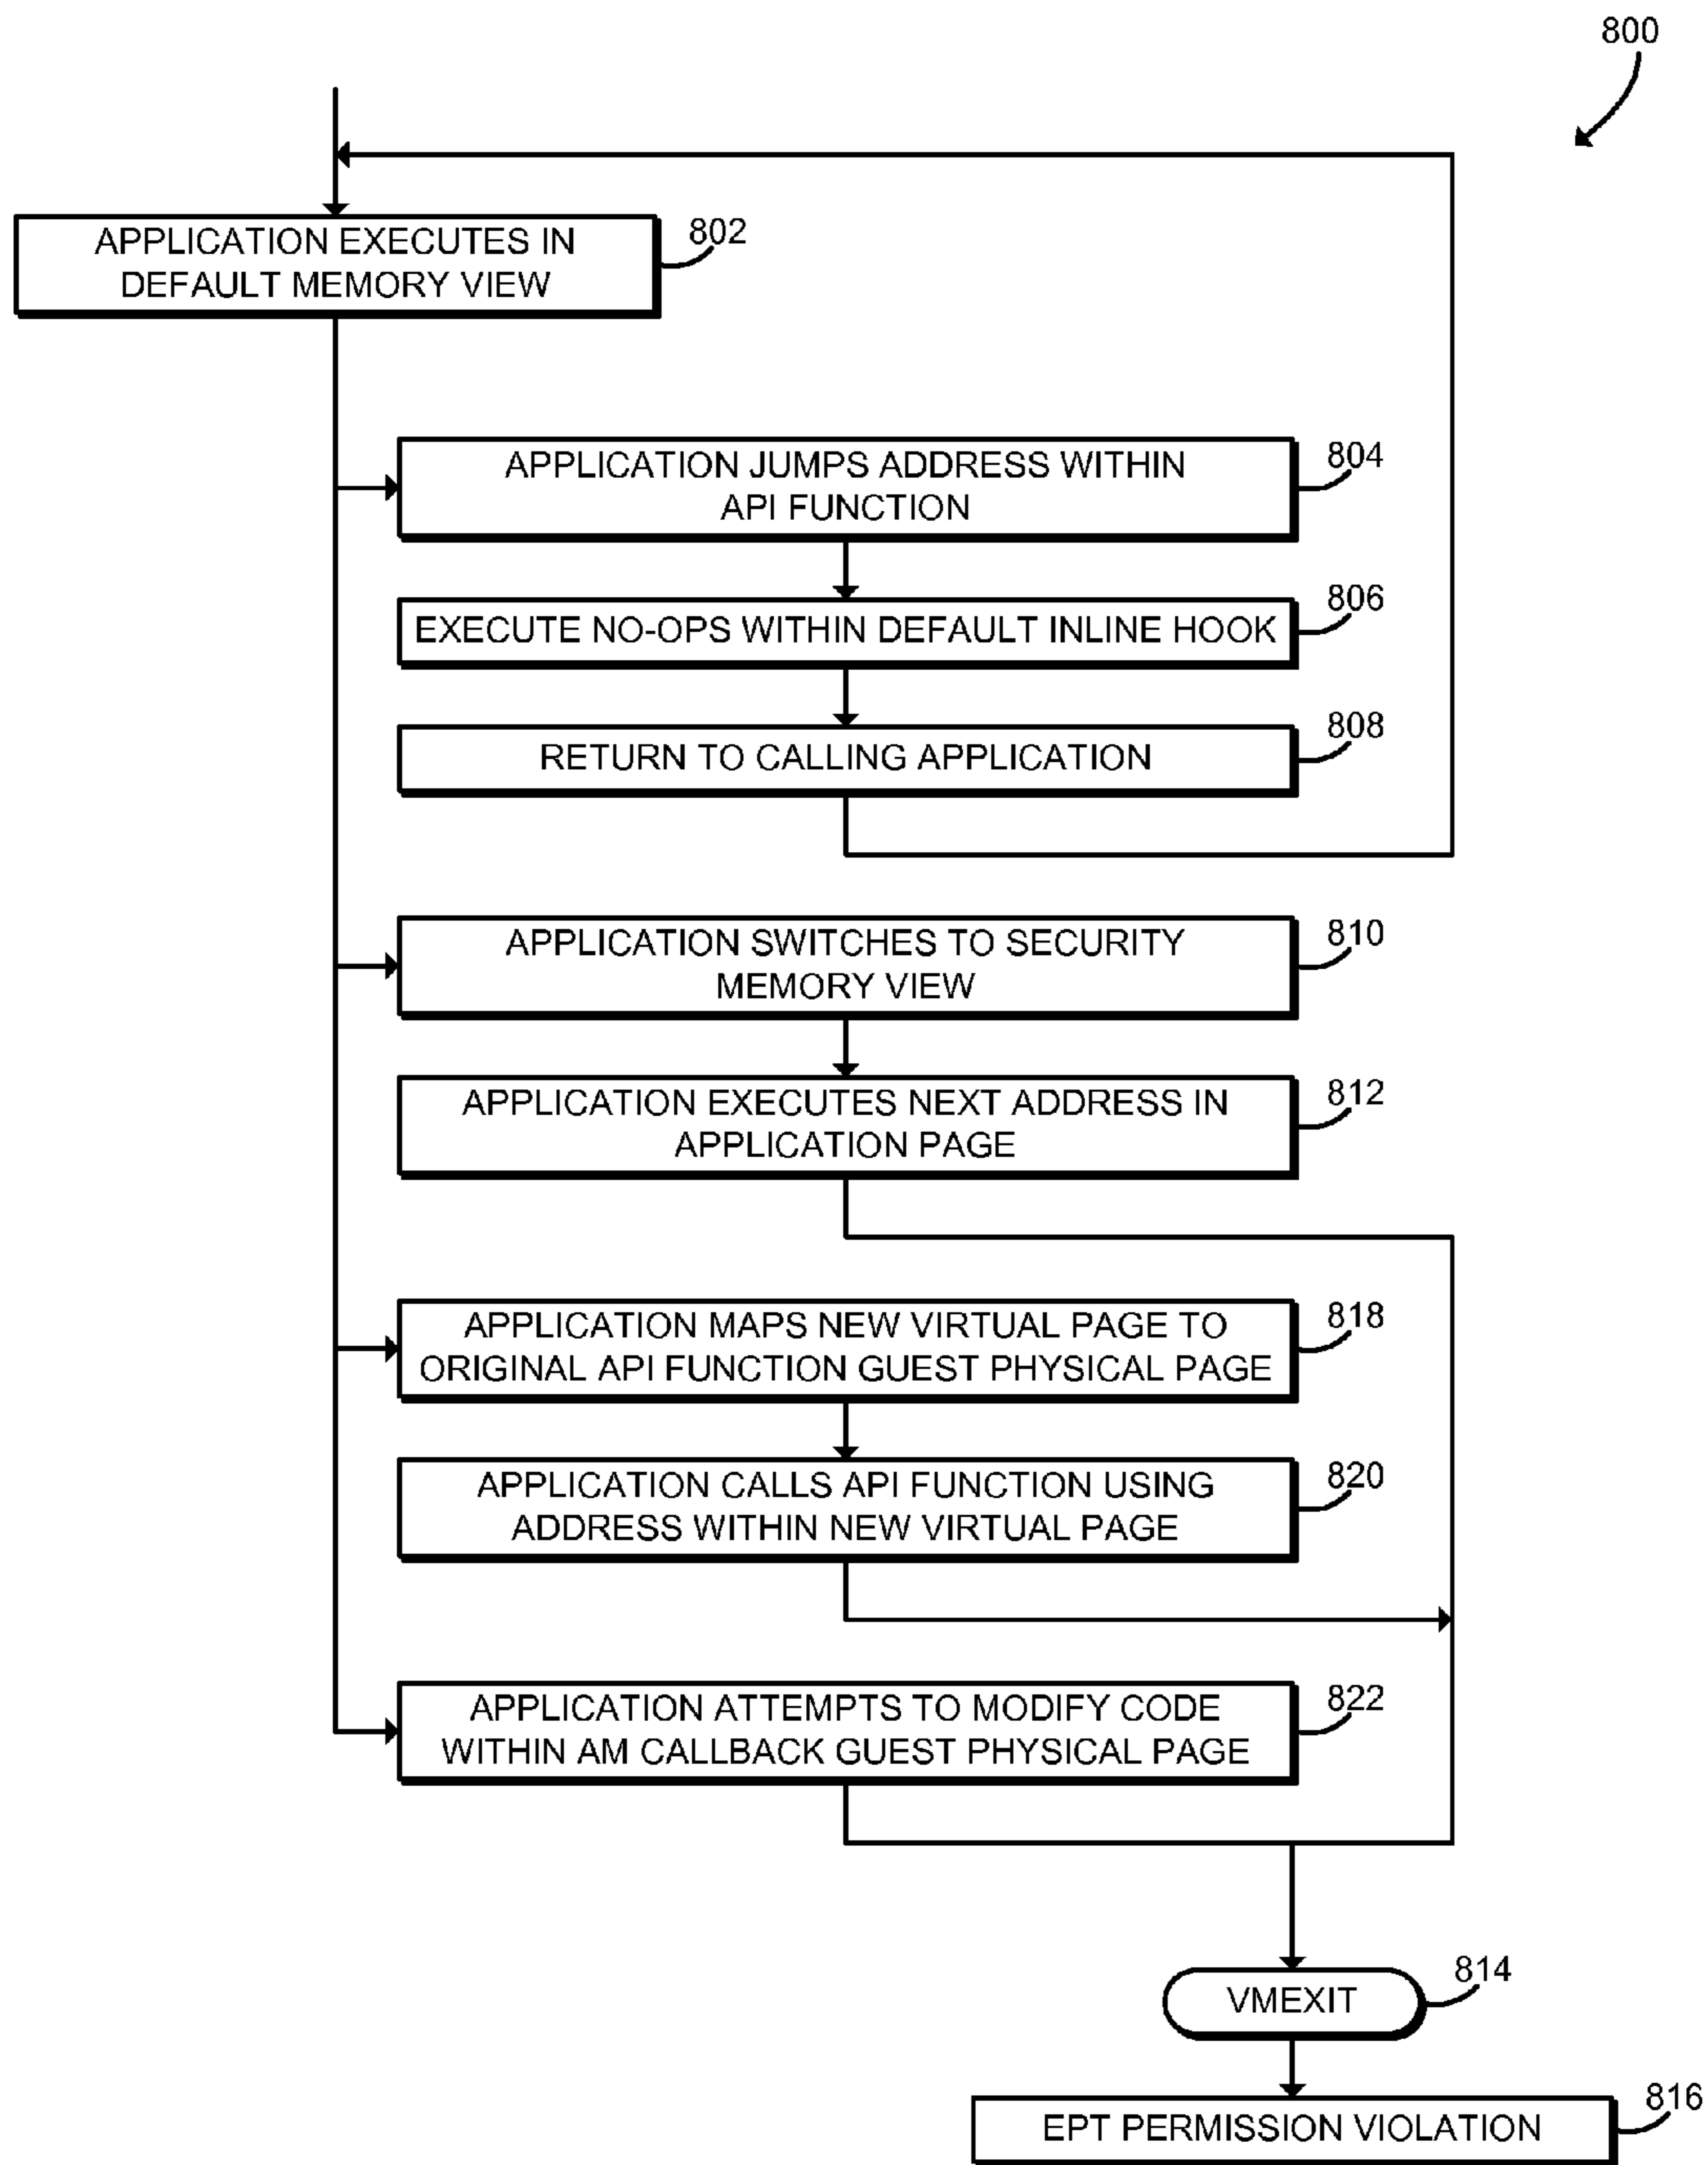 800
APPLICATION EXECUTES IN
DEFAULT MEMORY VIEW
802
APPLICATION JUMPS ADDRESS WITHIN
API FUNCTION
804
EXECUTE NO-OPS WITHIN DEFAULT INLINE HOOK
806
RETURN TO CALLING APPLICATION
808
APPLICATION SWITCHES TO SECURITY
MEMORY VIEW
810
APPLICATION EXECUTES NEXT ADDRESS IN
APPLICATION PAGE
812
APPLICATION MAPS NEW VIRTUAL PAGE TO
ORIGINAL API FUNCTION GUEST PHYSICAL PAGE
818
APPLICATION CALLS API FUNCTION USING
ADDRESS WITHIN NEW VIRTUAL PAGE
820
APPLICATION ATTEMPTS TO MODIFY CODE
WITHIN AM CALLBACK GUEST PHYSICAL PAGE
822
VMEXIT
814
EPT PERMISSION VIOLATION
816